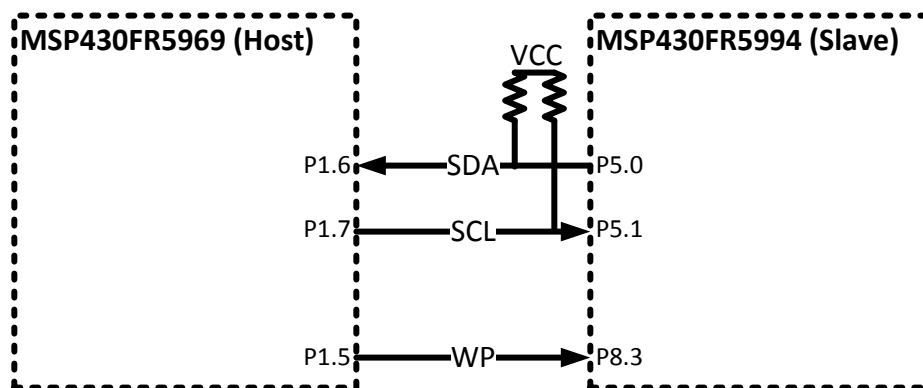 MSP430FR5969 (Host)
MSP430FR5994 (Slave)
VCC
P1.6
SDA
P5.0
P1.7
SCL
P5.1
P1.5
WP
P8.3